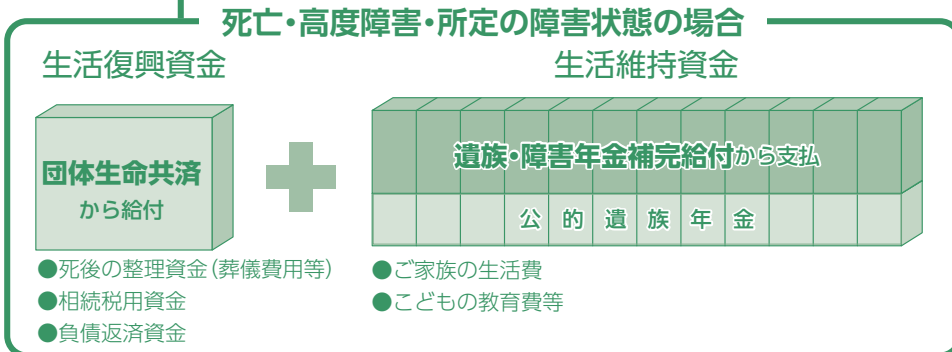 死亡・高度障害・所定の障害状態の場合
生活復興資金
団体生命共済
から給付
●死後の整理資金(葬儀費用等)
●相続税用資金
●負債返済資金
生活維持資金
遺族・障害年金補完給付から支払
公的遺族年金
●ご家族の生活費
●こどもの教育費等